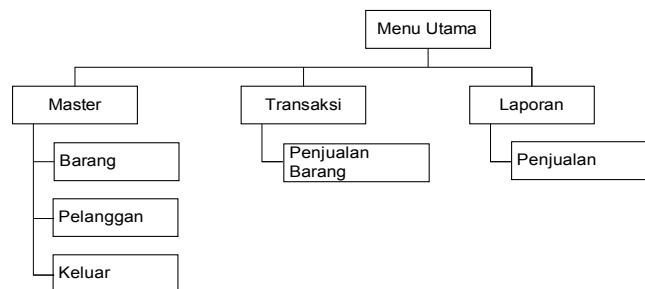 Menu Utama
Master
Transaksi
Laporan
Barang
Penjualan
Barang
Penjualan
Pelanggan
Keluar